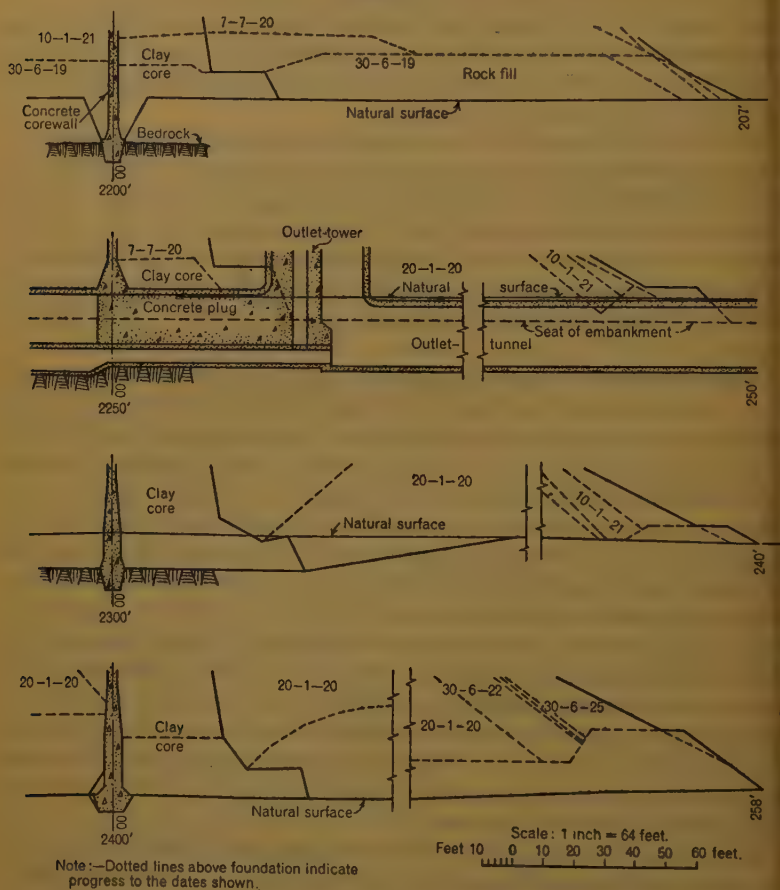 7-7-20
10-1-21
Clay
core
30-6-19
30-6-19
Rock fill
Concrete
corewall
Natural surface
Bedrock
00
2200'
207'
Outlet-tower
7-7-20
Clay core
20-1-20
Natural
surface
10-1-21
Concrete plug
Seat of embankment
Outlet-
tunnel
00
2250'
250'
Clay
core
20-1-20
Natural surface
10-1-21
00
2300'
240'
20-1-20
20-1-20
30-6-22
30-6-25
20-1-20
Clay
core
Natural surface
00
2400'
258'
Scale: 1 inch = 64 feet.
Feet 10 0 10 20 30 40 50 60 feet.
Note:—Dotted lines above foundation indicate
progress to the dates shown.